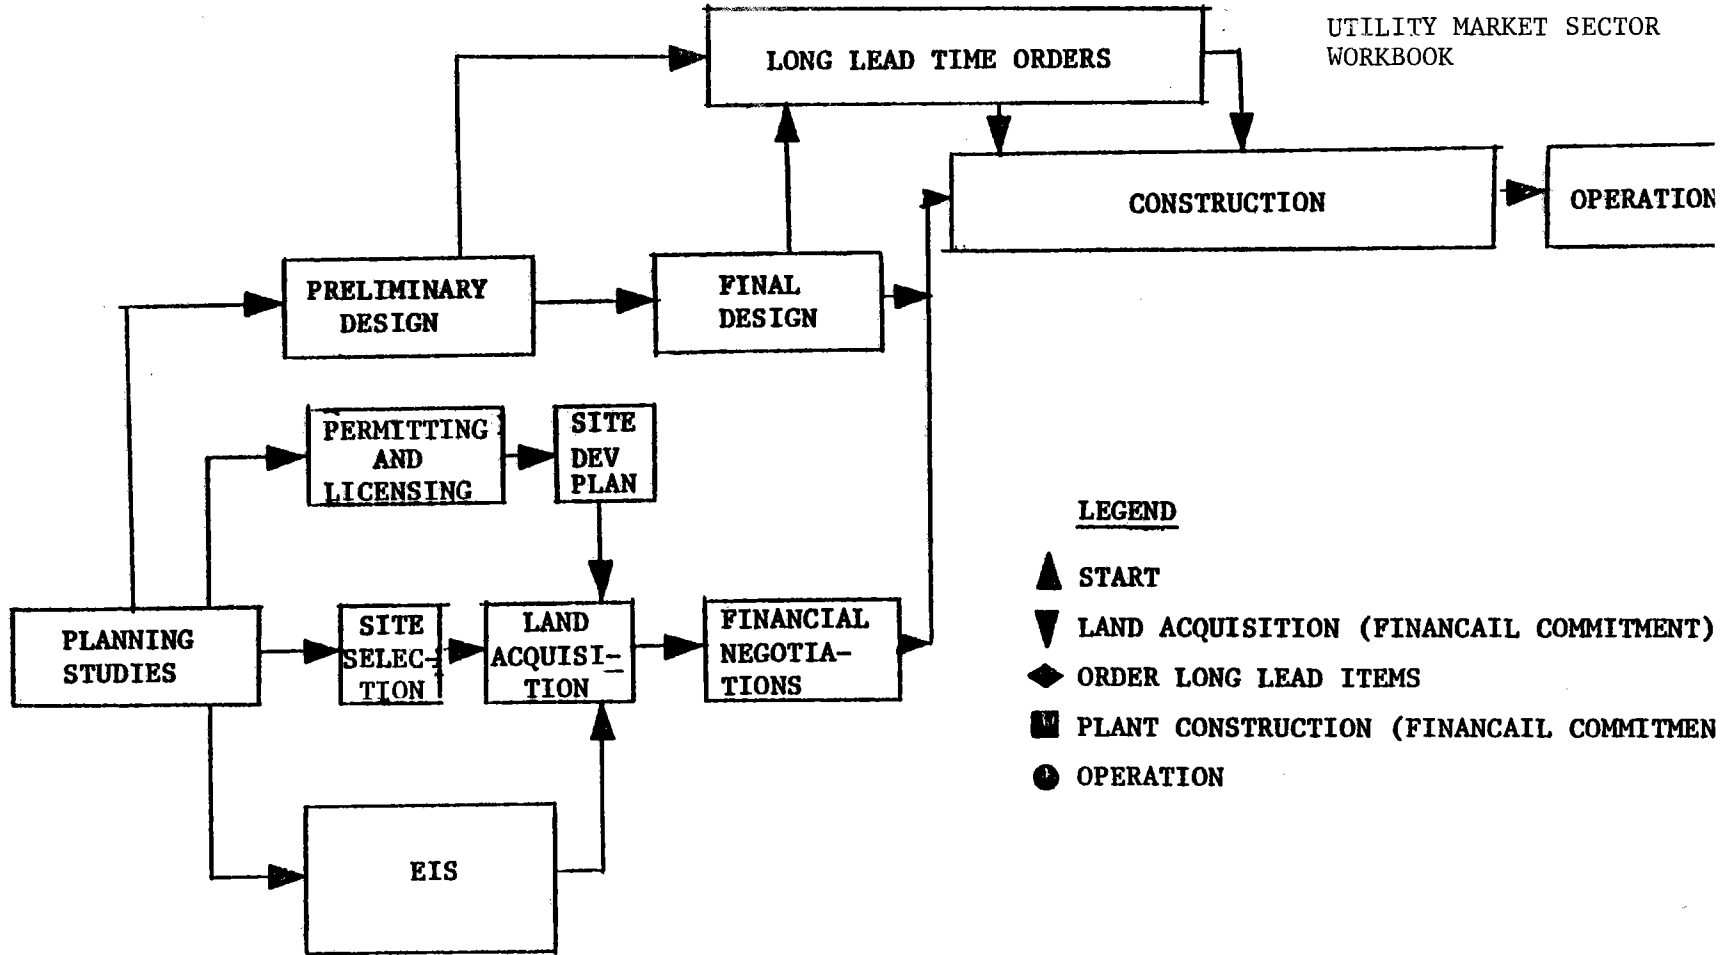 UTILITY MARKET SECTOR
WORKBOOK
LONG LEAD TIME ORDERS
CONSTRUCTION
OPERATION
PRELIMINARY
DESIGN
FINAL
DESIGN
PERMITTING
AND
LICENSING
SITE
DEV
PLAN
PLANNING
STUDIES
SITE
SELEC-
TION
LAND
ACQUISI-
TION
FINANCIAL
NEGOTIA-
TIONS
EIS
LEGEND
START
LAND ACQUISITION (FINANCAIL COMMITMENT)
ORDER LONG LEAD ITEMS
PLANT CONSTRUCTION (FINANCAIL COMMITMEN
OPERATION